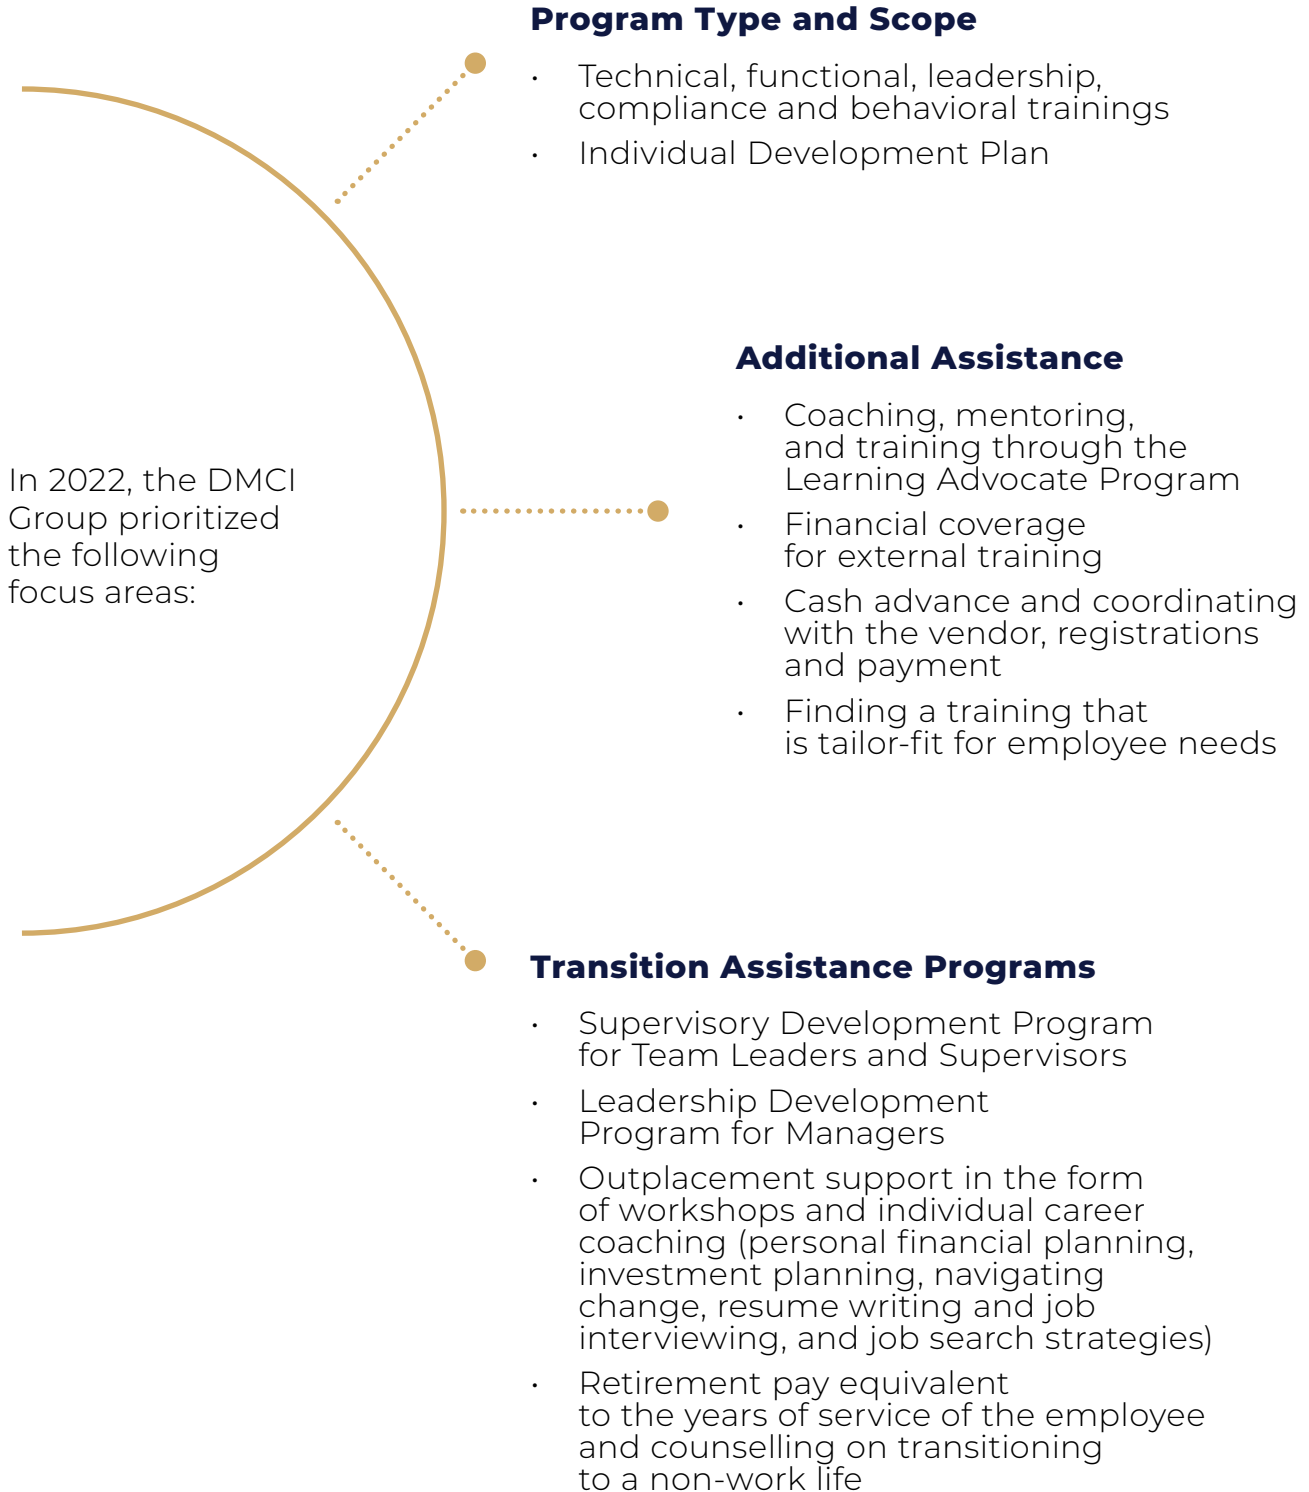 In 2022, the DMCI
Group prioritized
the following
focus areas:
Program Type and Scope
· Technical, functional, leadership,
compliance and behavioral trainings
· Individual Development Plan
Additional Assistance
· Coaching, mentoring,
and training through the
Learning Advocate Program
· Financial coverage
for external training
· Cash advance and coordinating
with the vendor, registrations
and payment
· Finding a training that
is tailor-fit for employee needs
Transition Assistance Programs
· Supervisory Development Program
for Team Leaders and Supervisors
· Leadership Development
Program for Managers
· Outplacement support in the form
of workshops and individual career
coaching (personal financial planning,
investment planning, navigating
change, resume writing and job
interviewing, and job search strategies)
· Retirement pay equivalent
to the years of service of the employee
and counselling on transitioning
to a non-work life